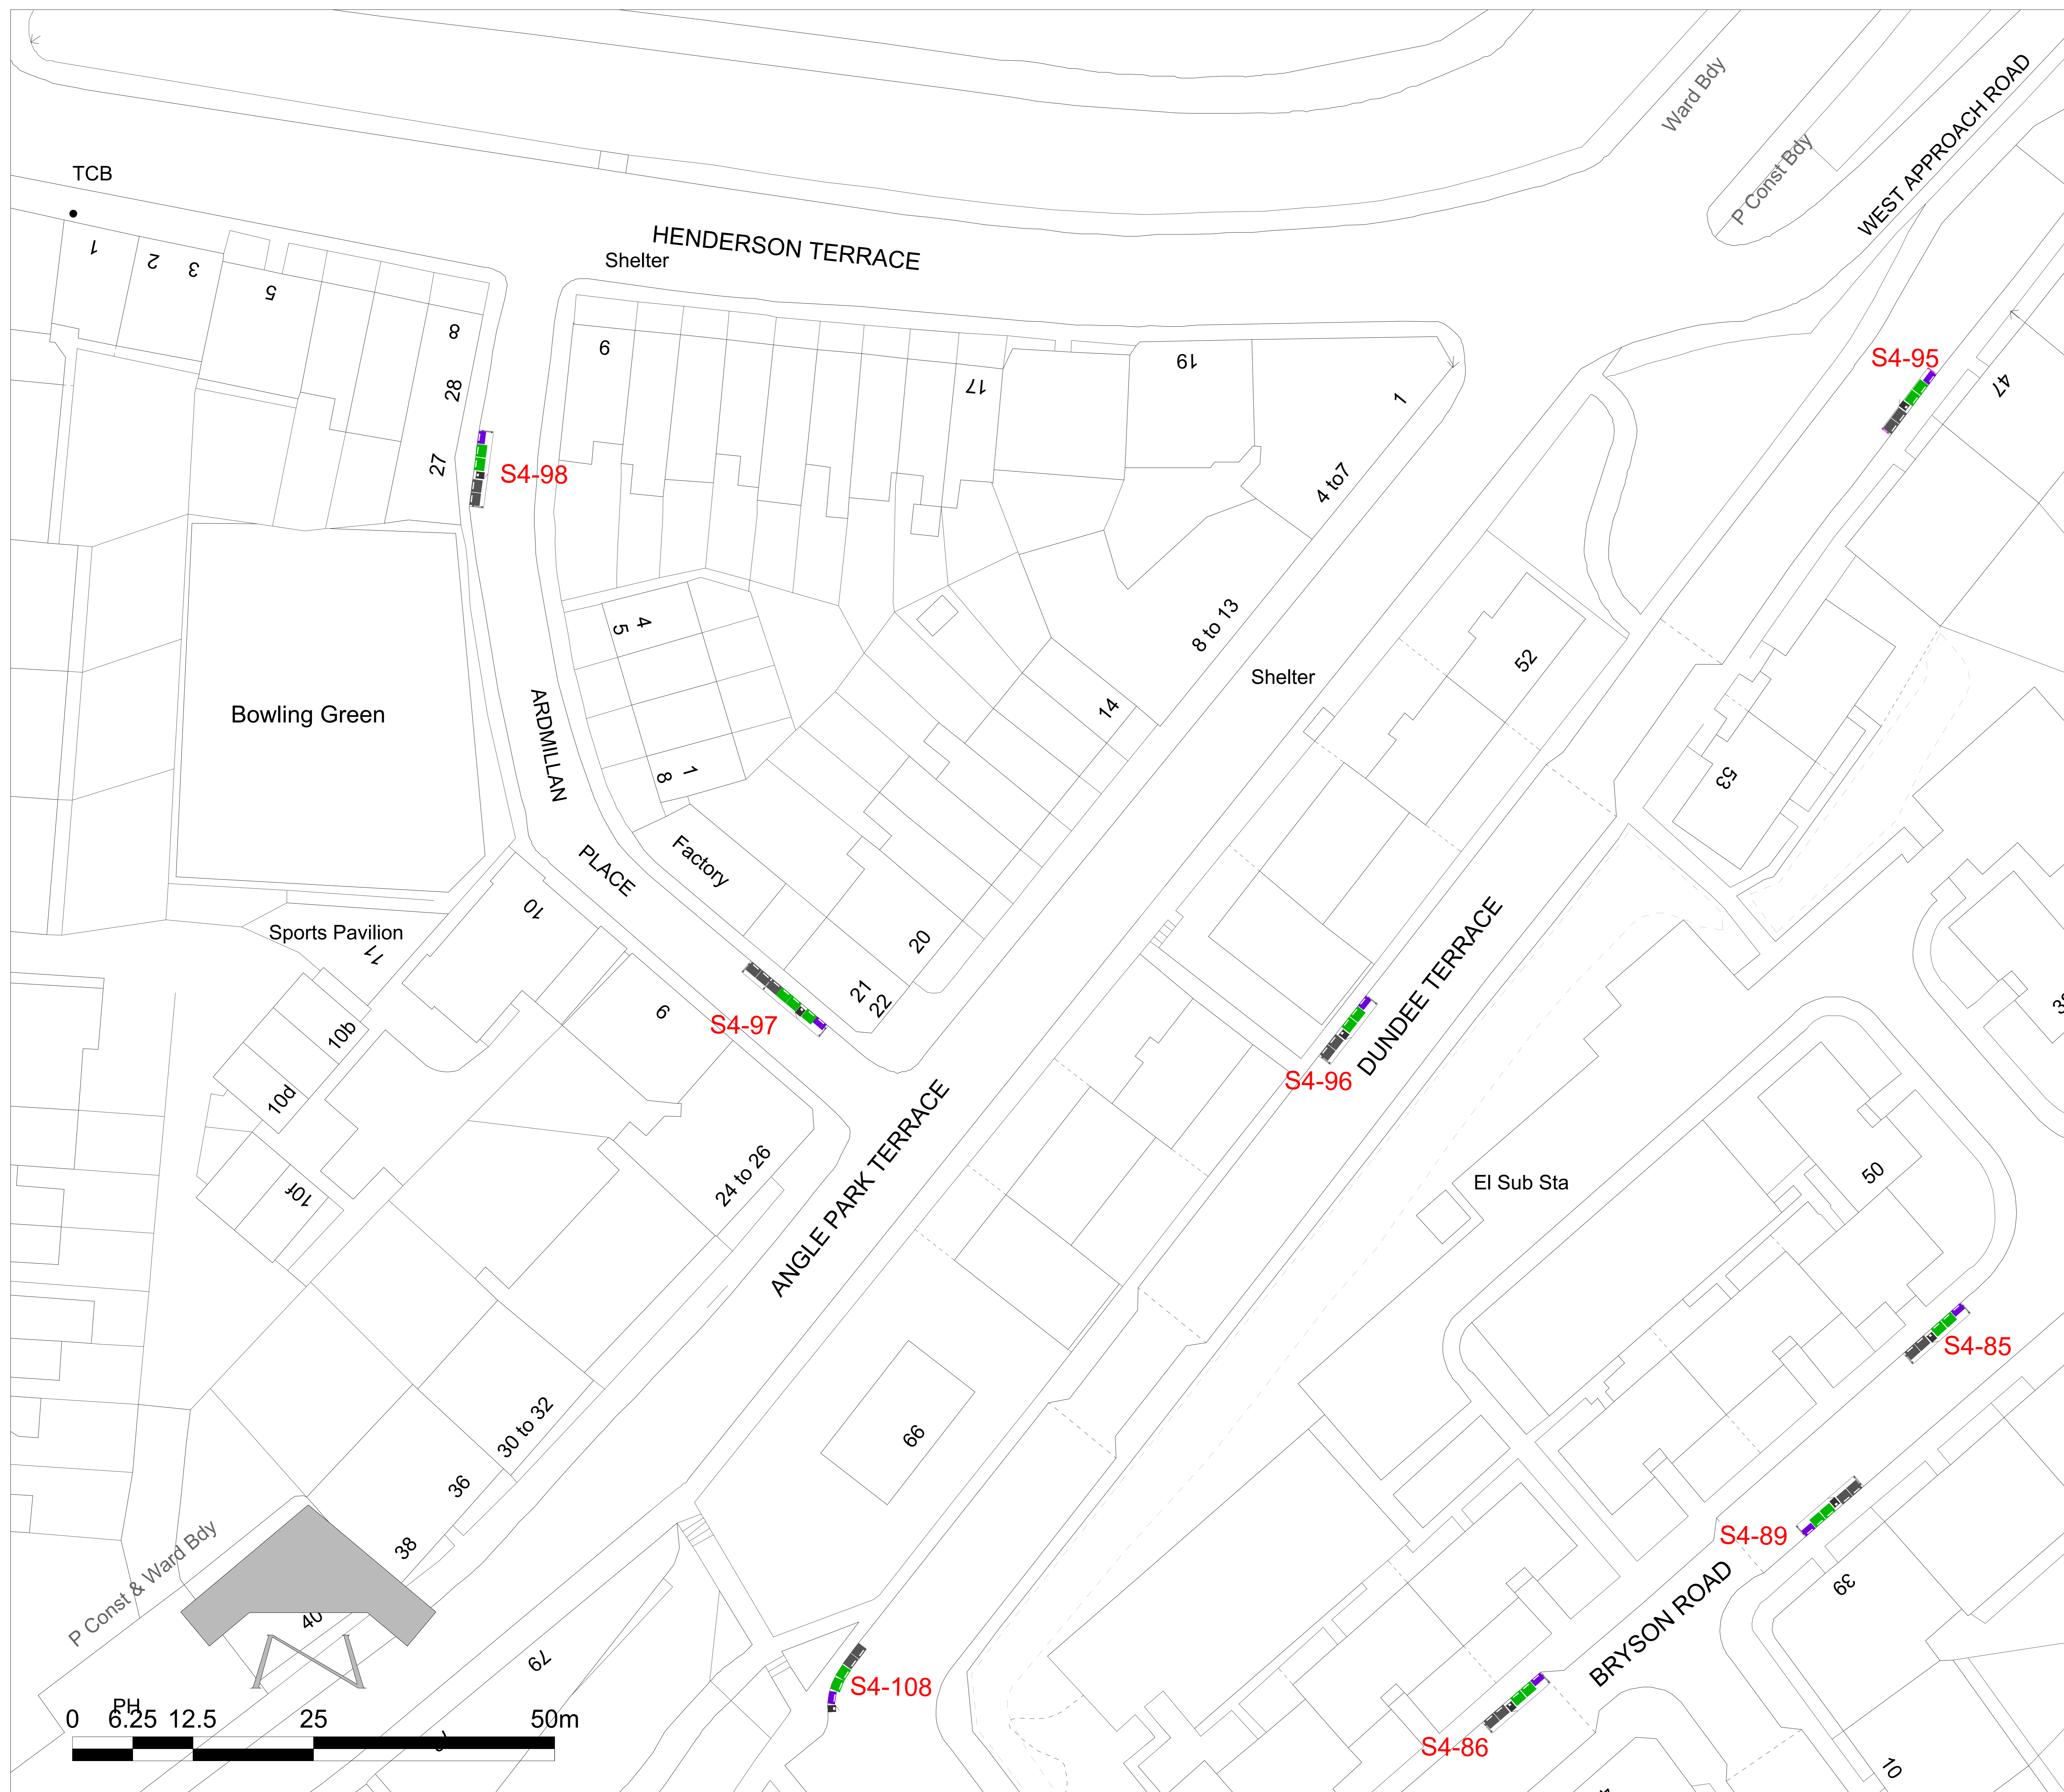 Ward Bdy
WEST APPROACH ROAD
P Const Bdy
TCB
HENDERSON TERRACE
Shelter
1
2
3
5
8
9
17
19
1
S4-95
47
28
27
S4-98
4 to7
8 to 13
4
5
52
Shelter
Bowling Green
ARDMILLAN
14
1
8
53
PLACE
Factory
10
Sports Pavilion
11
20
21
22
S4-97
9
DUNDEE TERRACE
S4-96
10b
10d
10f
24 to 26
ANGLE PARK TERRACE
El Sub Sta
50
S4-85
30 to 32
66
36
38
P Const & Ward Bdy
40
S4-89
39
BRYSON ROAD
79
S4-108
S4-86
PH
0 6.25 12.5 25 50m
10